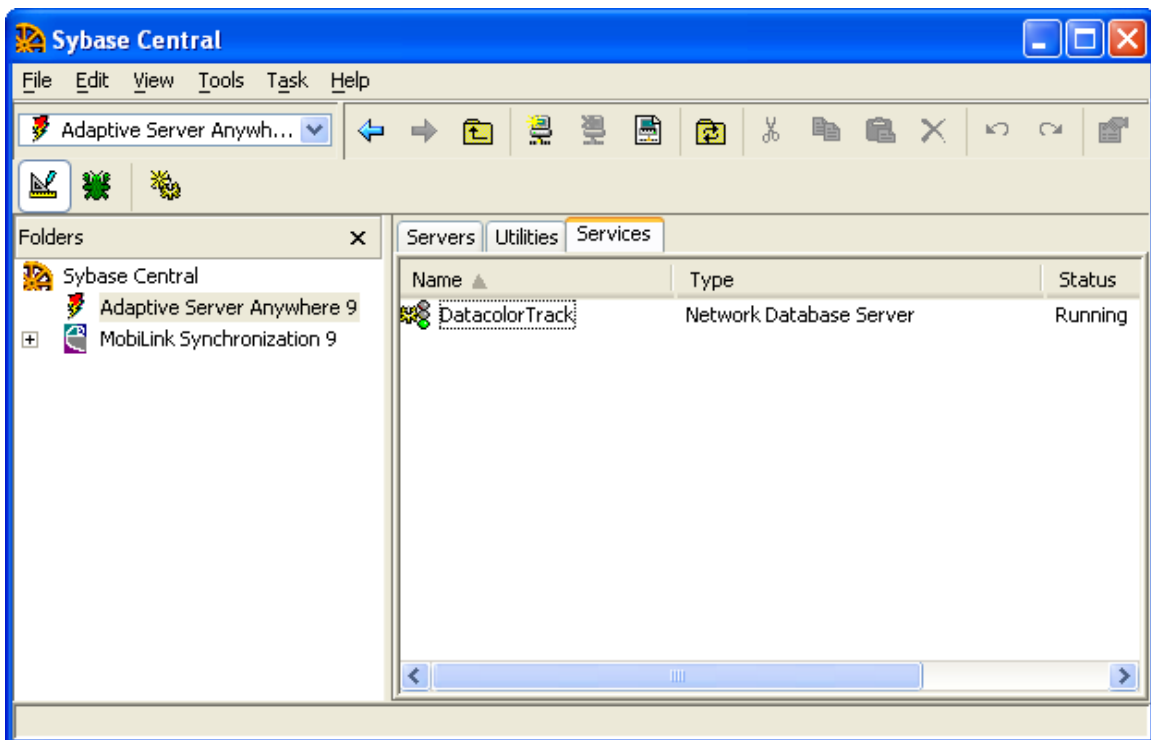 Sybase Central
File Edit View Tools Task Help
Adaptive Server Anywh...
Folders
Servers Utilities Services
Sybase Central
Adaptive Server Anywhere 9
MobiLink Synchronization 9
Name Type Status
DatacolorTrack Network Database Server Running